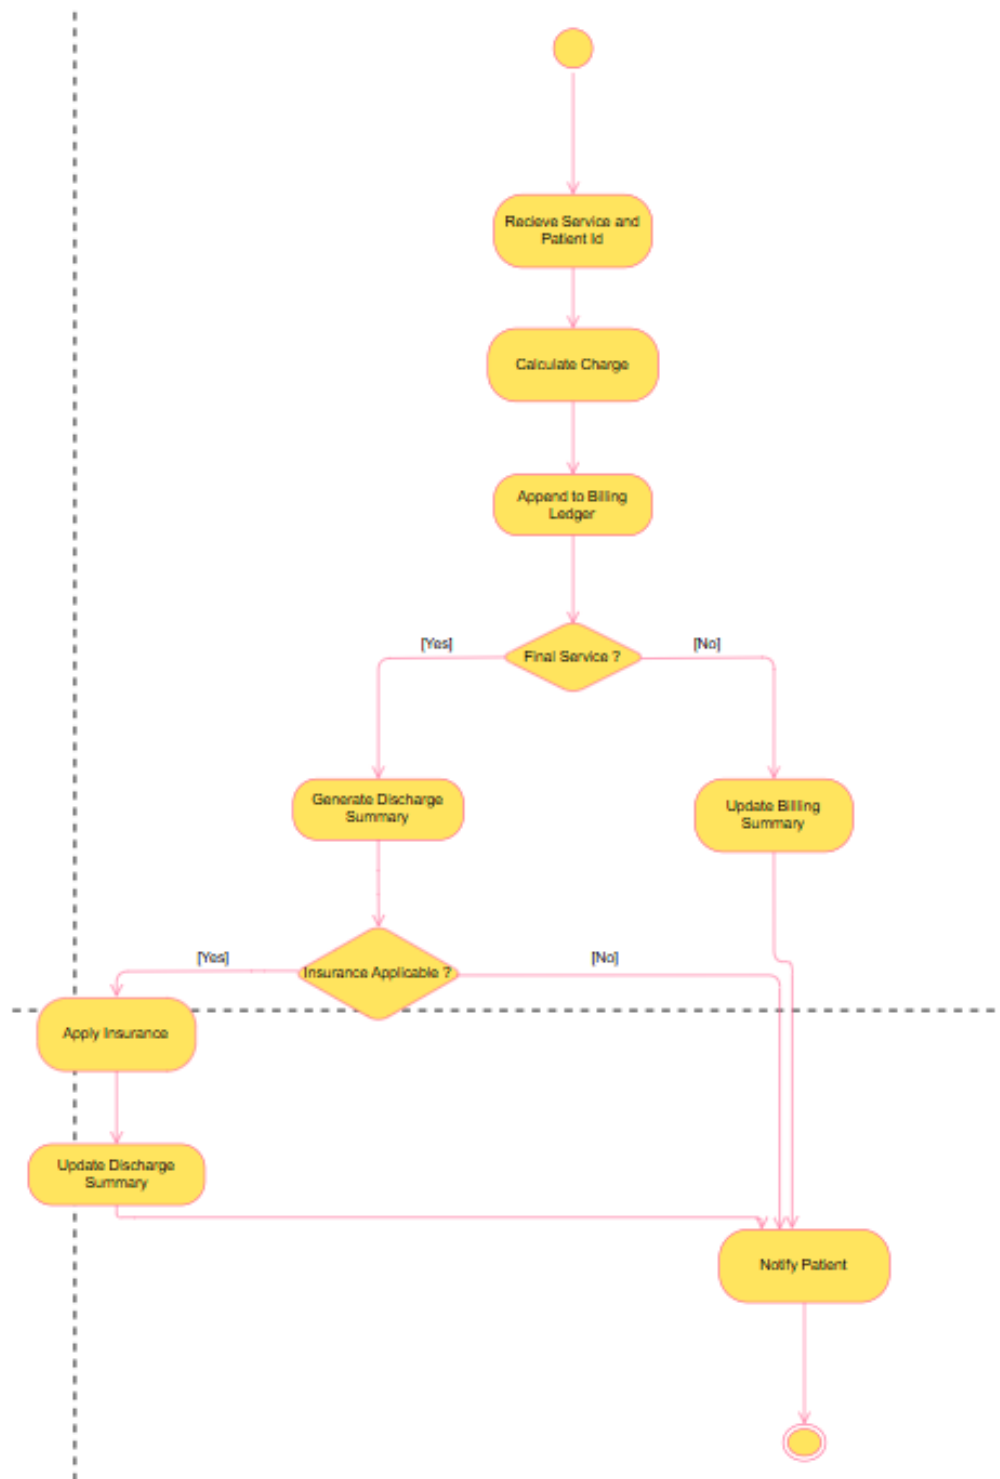 Recieve Service and
Patient Id
Calculate Charge
Append to Billing
Ledger
[Yes]
Final Service ?
[No]
Generate Discharge
Summary
Update Billing
Summary
[Yes]
Insurance Applicable ?
[No]
Apply Insurance
Update Discharge
Summary
Notify Patient